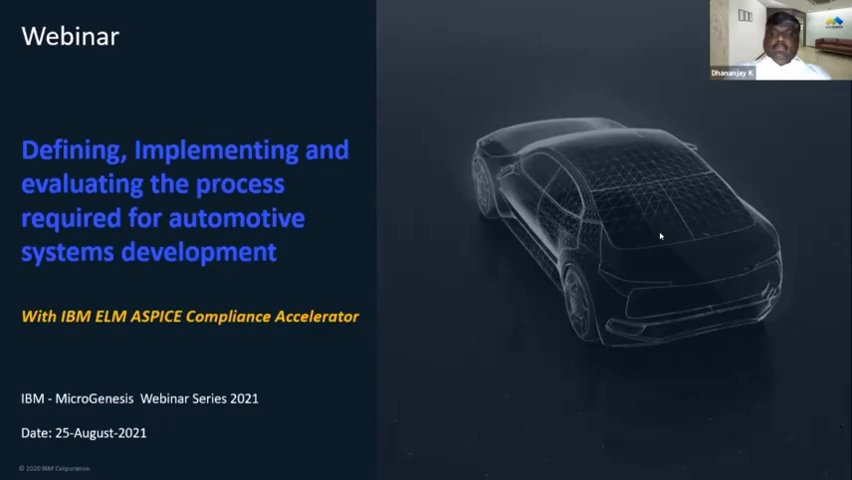 Webinar
Dhananjay K
Defining, Implementing and
evaluating the process
required for automotive
systems development
With IBM ELM ASPICE Compliance Accelerator
IBM - MicroGenesis Webinar Series 2021
Date: 25-August-2021
© 2020 IBM Corporation